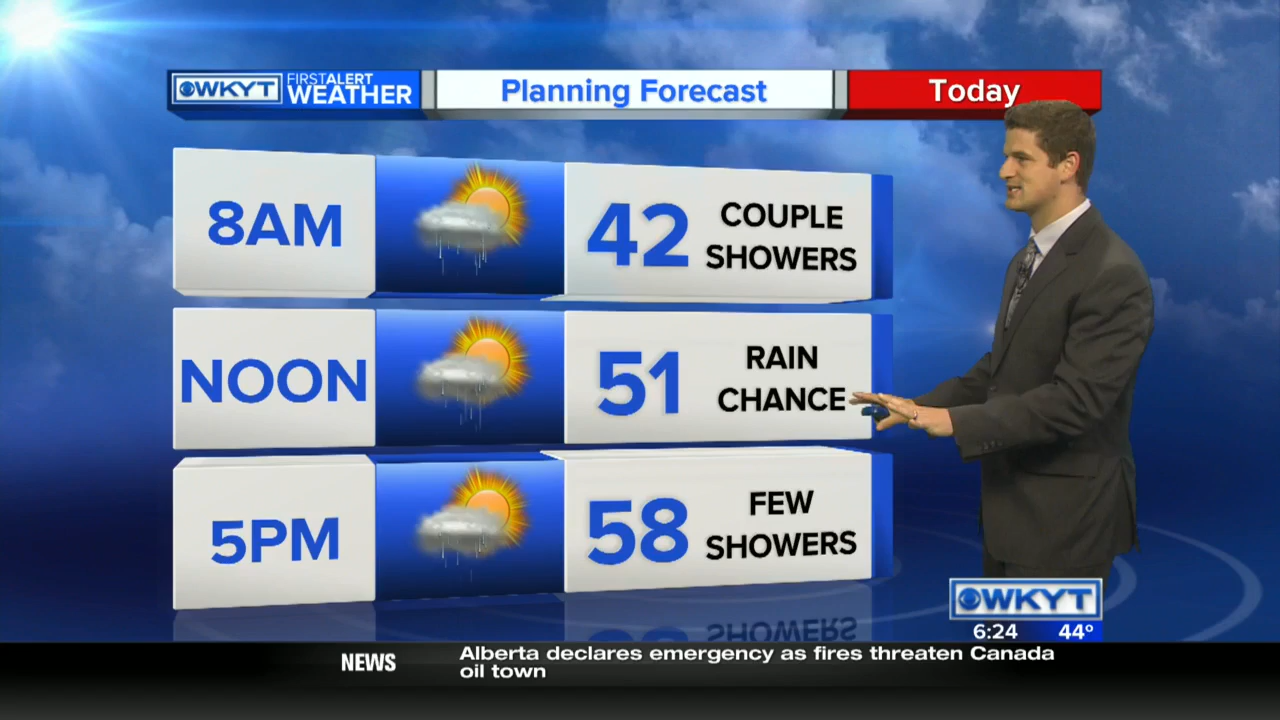 WKYT FIRST ALERT
WEATHER
Planning Forecast
Today
8AM
42
COUPLE
SHOWERS
NOON
51
RAIN
CHANCE
5PM
58
FEW
SHOWERS
SHOWERS
WKYT
6:24 44°
NEWS
Alberta declares emergency as fires threaten Canada
oil town